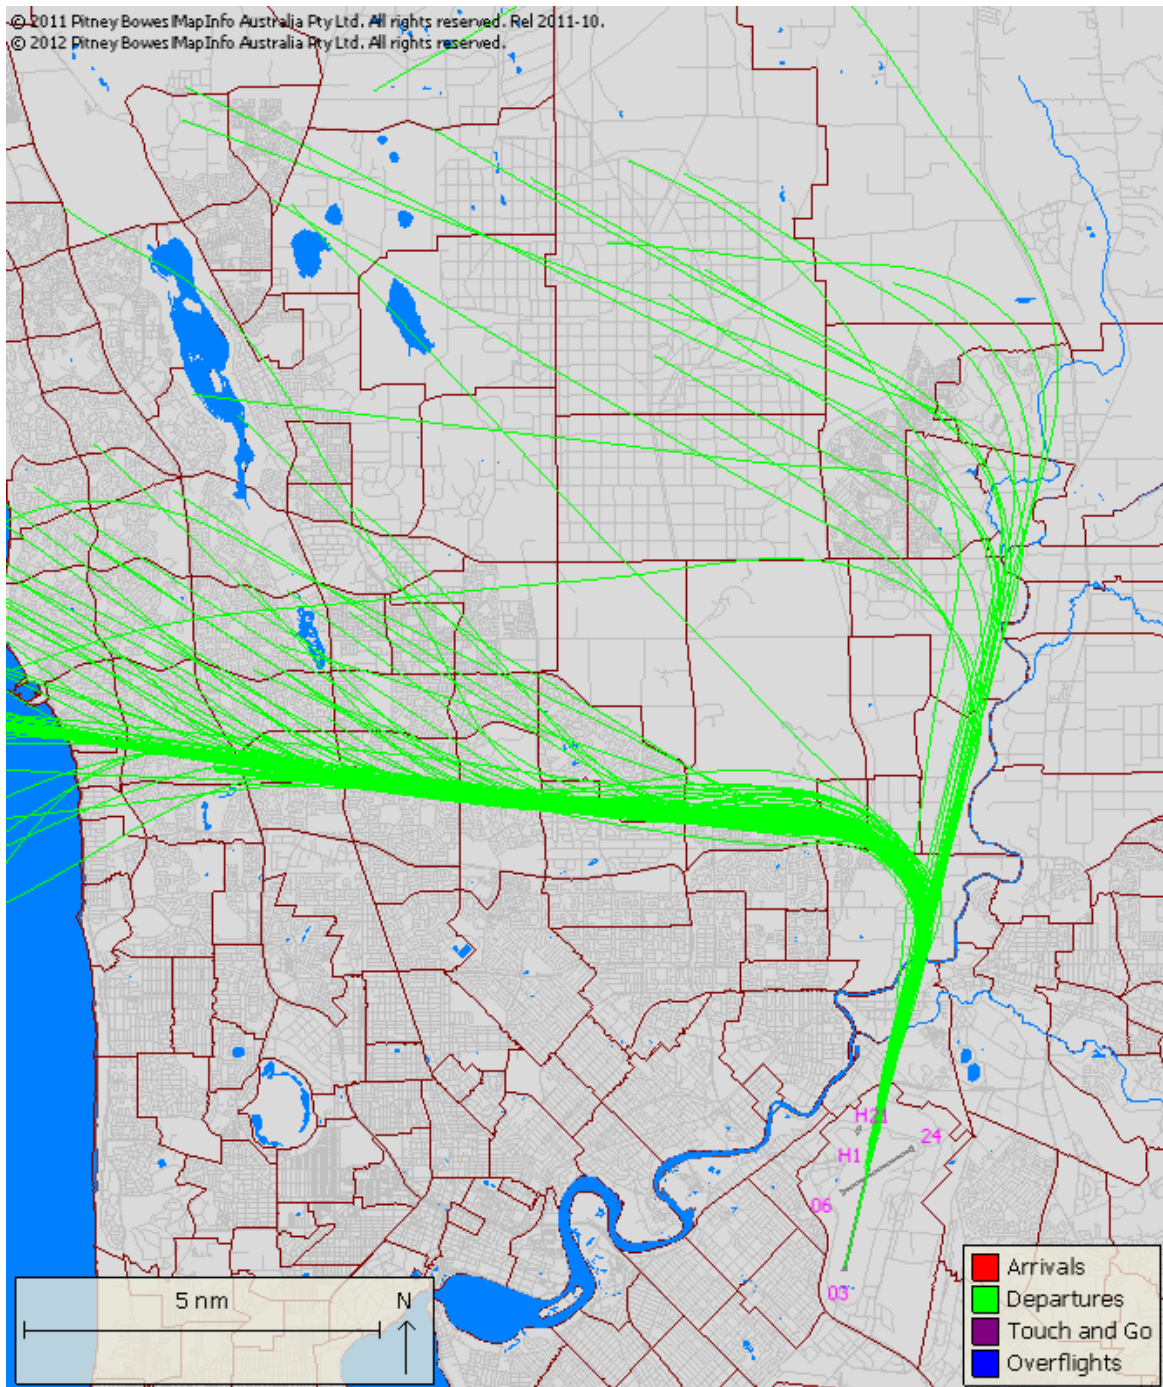 © 2011 Pitney Bowes MapInfo Australia Pty Ltd. All rights reserved. Rel 2011-10.
© 2012 Pitney Bowes MapInfo Australia Pty Ltd. All rights reserved.
H21
24
H1
06
03
5 nm N
Arrivals
Departures
Touch and Go
Overflights